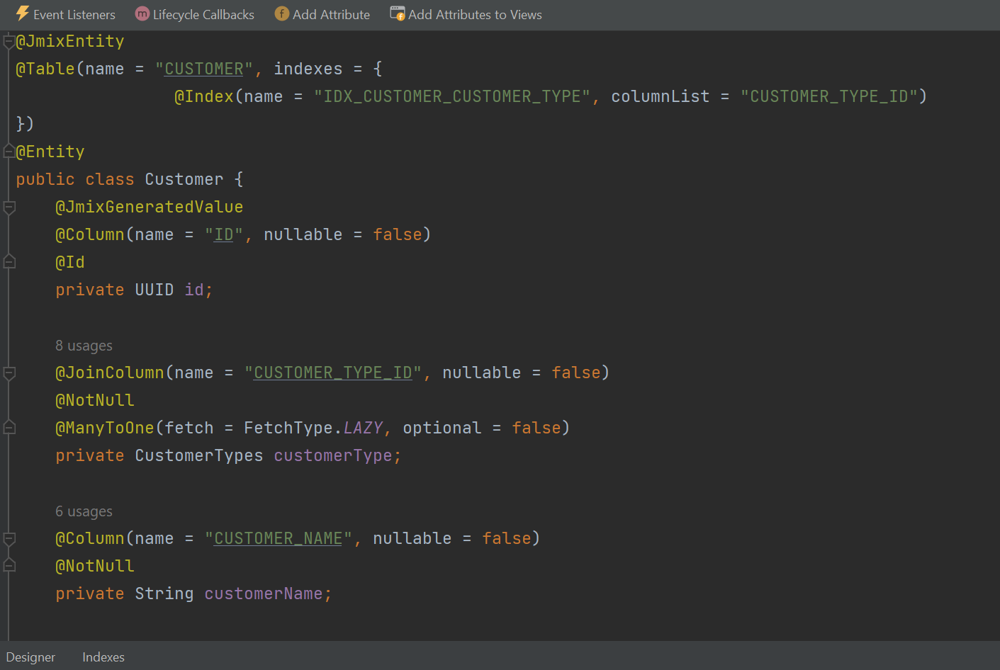 Event Listeners Lifecycle Callbacks Add Attribute Add Attributes to Views
@JmixEntity
@Table(name = "CUSTOMER", indexes = {
                @Index(name = "IDX_CUSTOMER_CUSTOMER_TYPE", columnList = "CUSTOMER_TYPE_ID")
})
@Entity
public class Customer {
    @JmixGeneratedValue
    @Column(name = "ID", nullable = false)
    @Id
    private UUID id;
    8 usages
    @JoinColumn(name = "CUSTOMER_TYPE_ID", nullable = false)
    @NotNull
    @ManyToOne(fetch = FetchType.LAZY, optional = false)
    private CustomerTypes customerType;
    6 usages
    @Column(name = "CUSTOMER_NAME", nullable = false)
    @NotNull
    private String customerName;
Designer Indexes